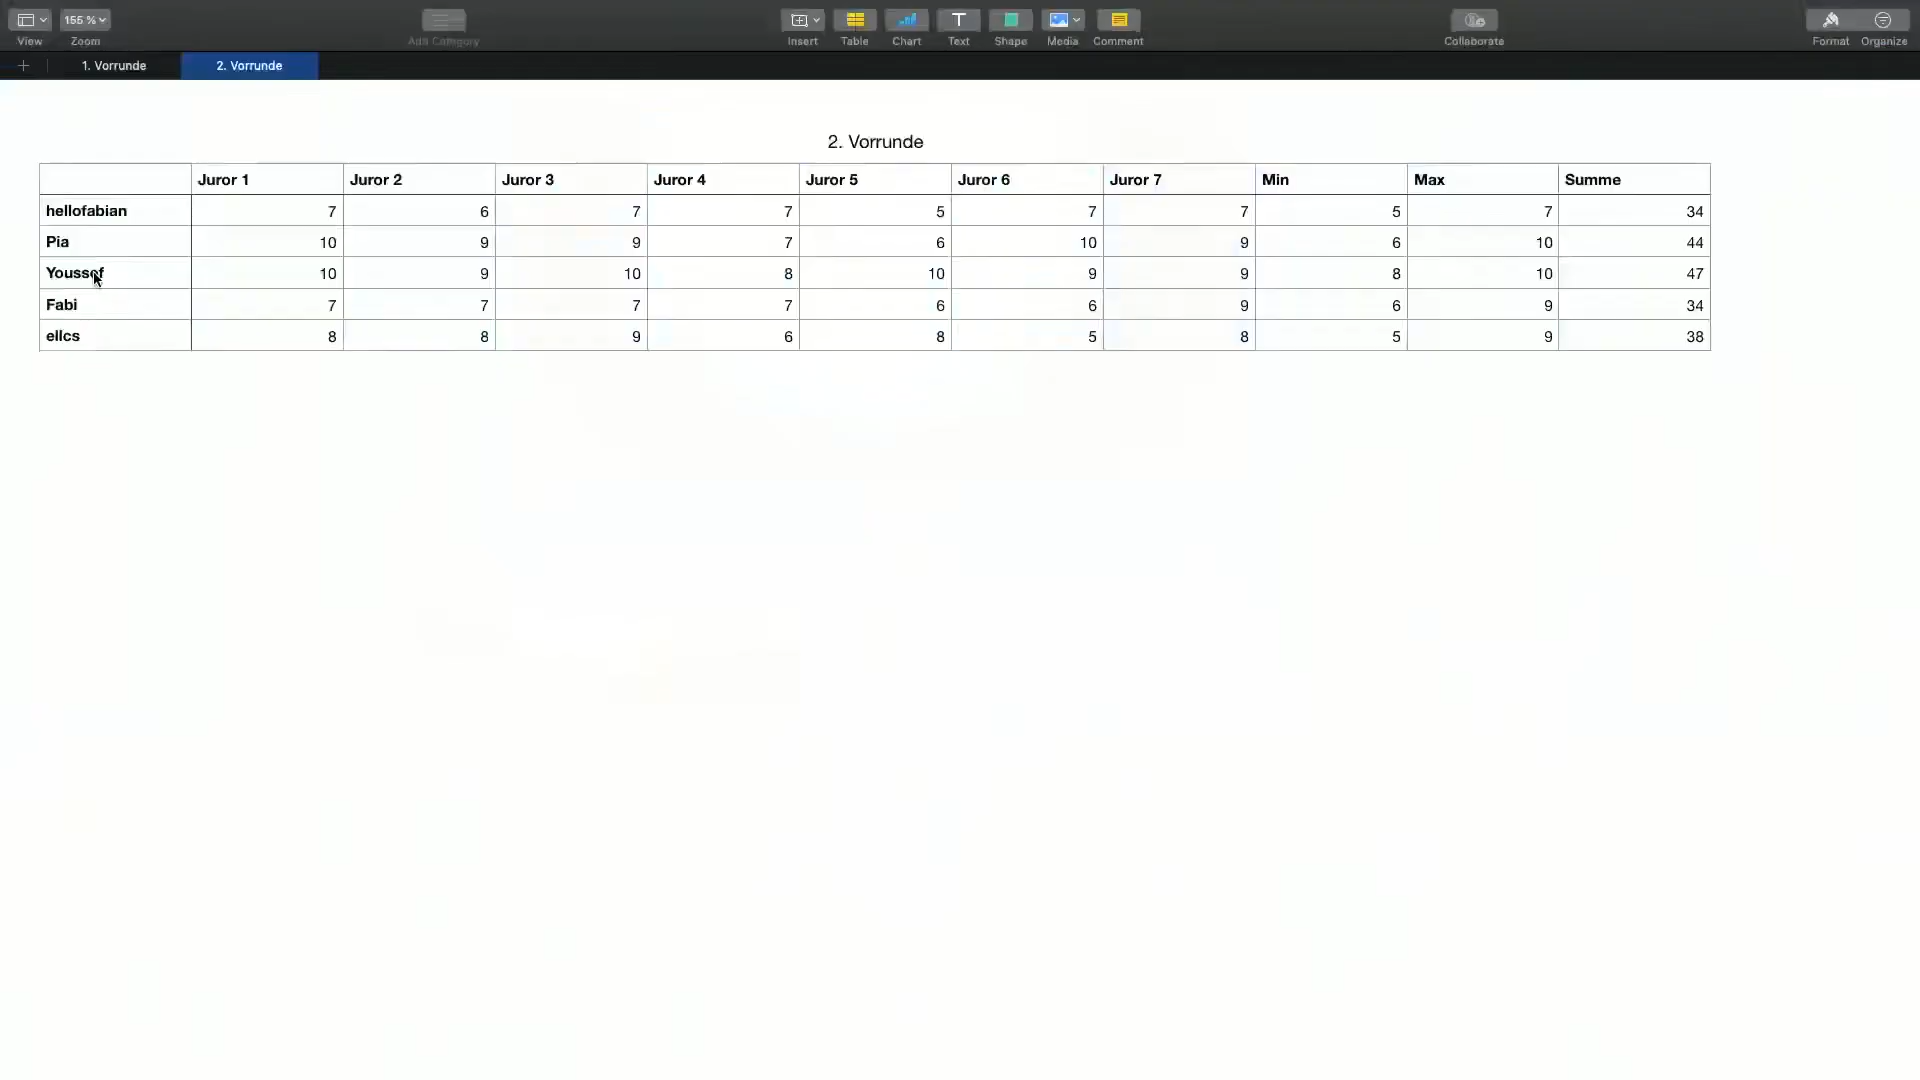 155 %
View Zoom Add Category Insert Table Chart Text Shape Media Comment Collaborate Format Organize
1. Vorrunde 2. Vorrunde
2. Vorrunde
Juror 1 Juror 2 Juror 3 Juror 4 Juror 5 Juror 6 Juror 7 Min Max Summe
hellofabian 7 6 7 7 5 7 7 5 7 34
Pia 10 9 9 7 6 10 9 6 10 44
Youssef 10 9 10 8 10 9 9 8 10 47
Fabi 7 7 7 7 6 6 9 6 9 34
ellcs 8 8 9 6 8 5 8 5 9 38